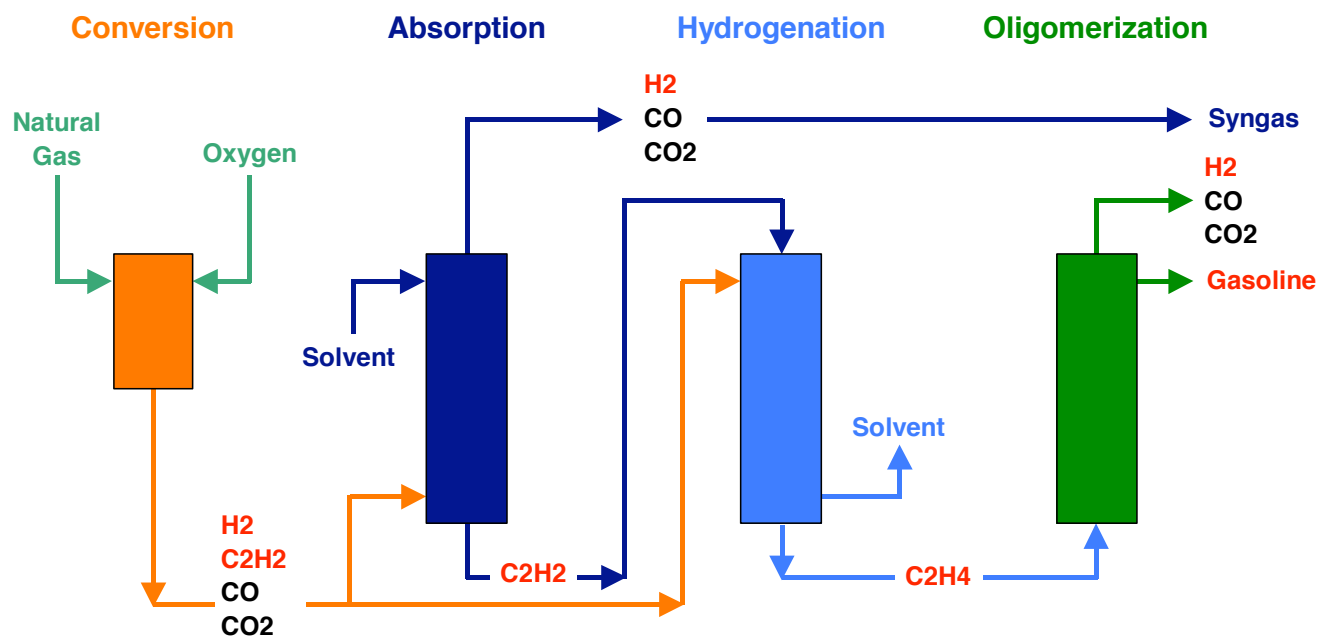 Conversion
Absorption
Hydrogenation
Oligomerization
H2
CO
CO2
Syngas
Natural
Gas
Oxygen
H2
CO
CO2
Gasoline
Solvent
Solvent
H2
C2H2
CO
CO2
C2H2
C2H4